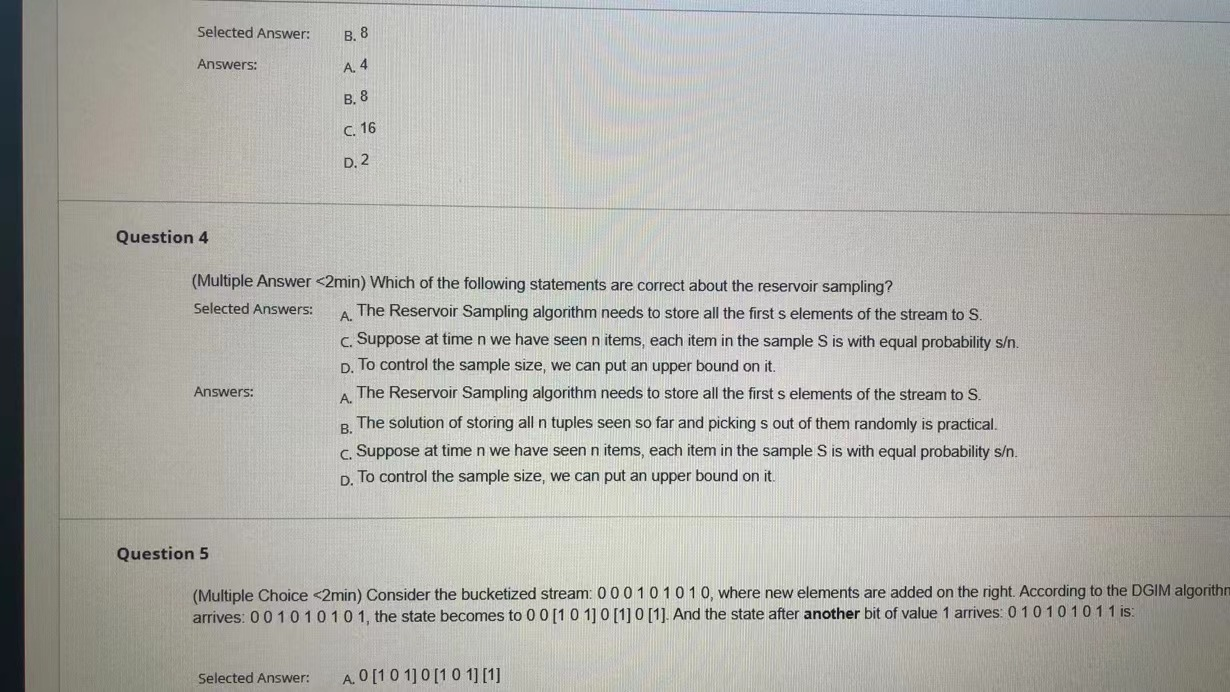 Selected Answer: B. 8
Answers: A. 4
B. 8
C. 16
D. 2
Question 4
(Multiple Answer <2min) Which of the following statements are correct about the reservoir sampling?
Selected Answers: A. The Reservoir Sampling algorithm needs to store all the first s elements of the stream to S.
C. Suppose at time n we have seen n items, each item in the sample S is with equal probability s/n.
D. To control the sample size, we can put an upper bound on it.
Answers: A. The Reservoir Sampling algorithm needs to store all the first s elements of the stream to S.
B. The solution of storing all n tuples seen so far and picking s out of them randomly is practical.
C. Suppose at time n we have seen n items, each item in the sample S is with equal probability s/n.
D. To control the sample size, we can put an upper bound on it.
Question 5
(Multiple Choice <2min) Consider the bucketized stream: 0 0 0 1 0 1 0 1 0, where new elements are added on the right. According to the DGIM
arrives: 0 0 1 0 1 0 1 0 1, the state becomes to 0 0 [1 0 1] 0 [1] 0 [1]. And the state after another bit of value 1 arrives: 0 1 0 1 0 1 0 1 1 is:
Selected Answer: A. 0 [1 0 1] 0 [1 0 1] [1]